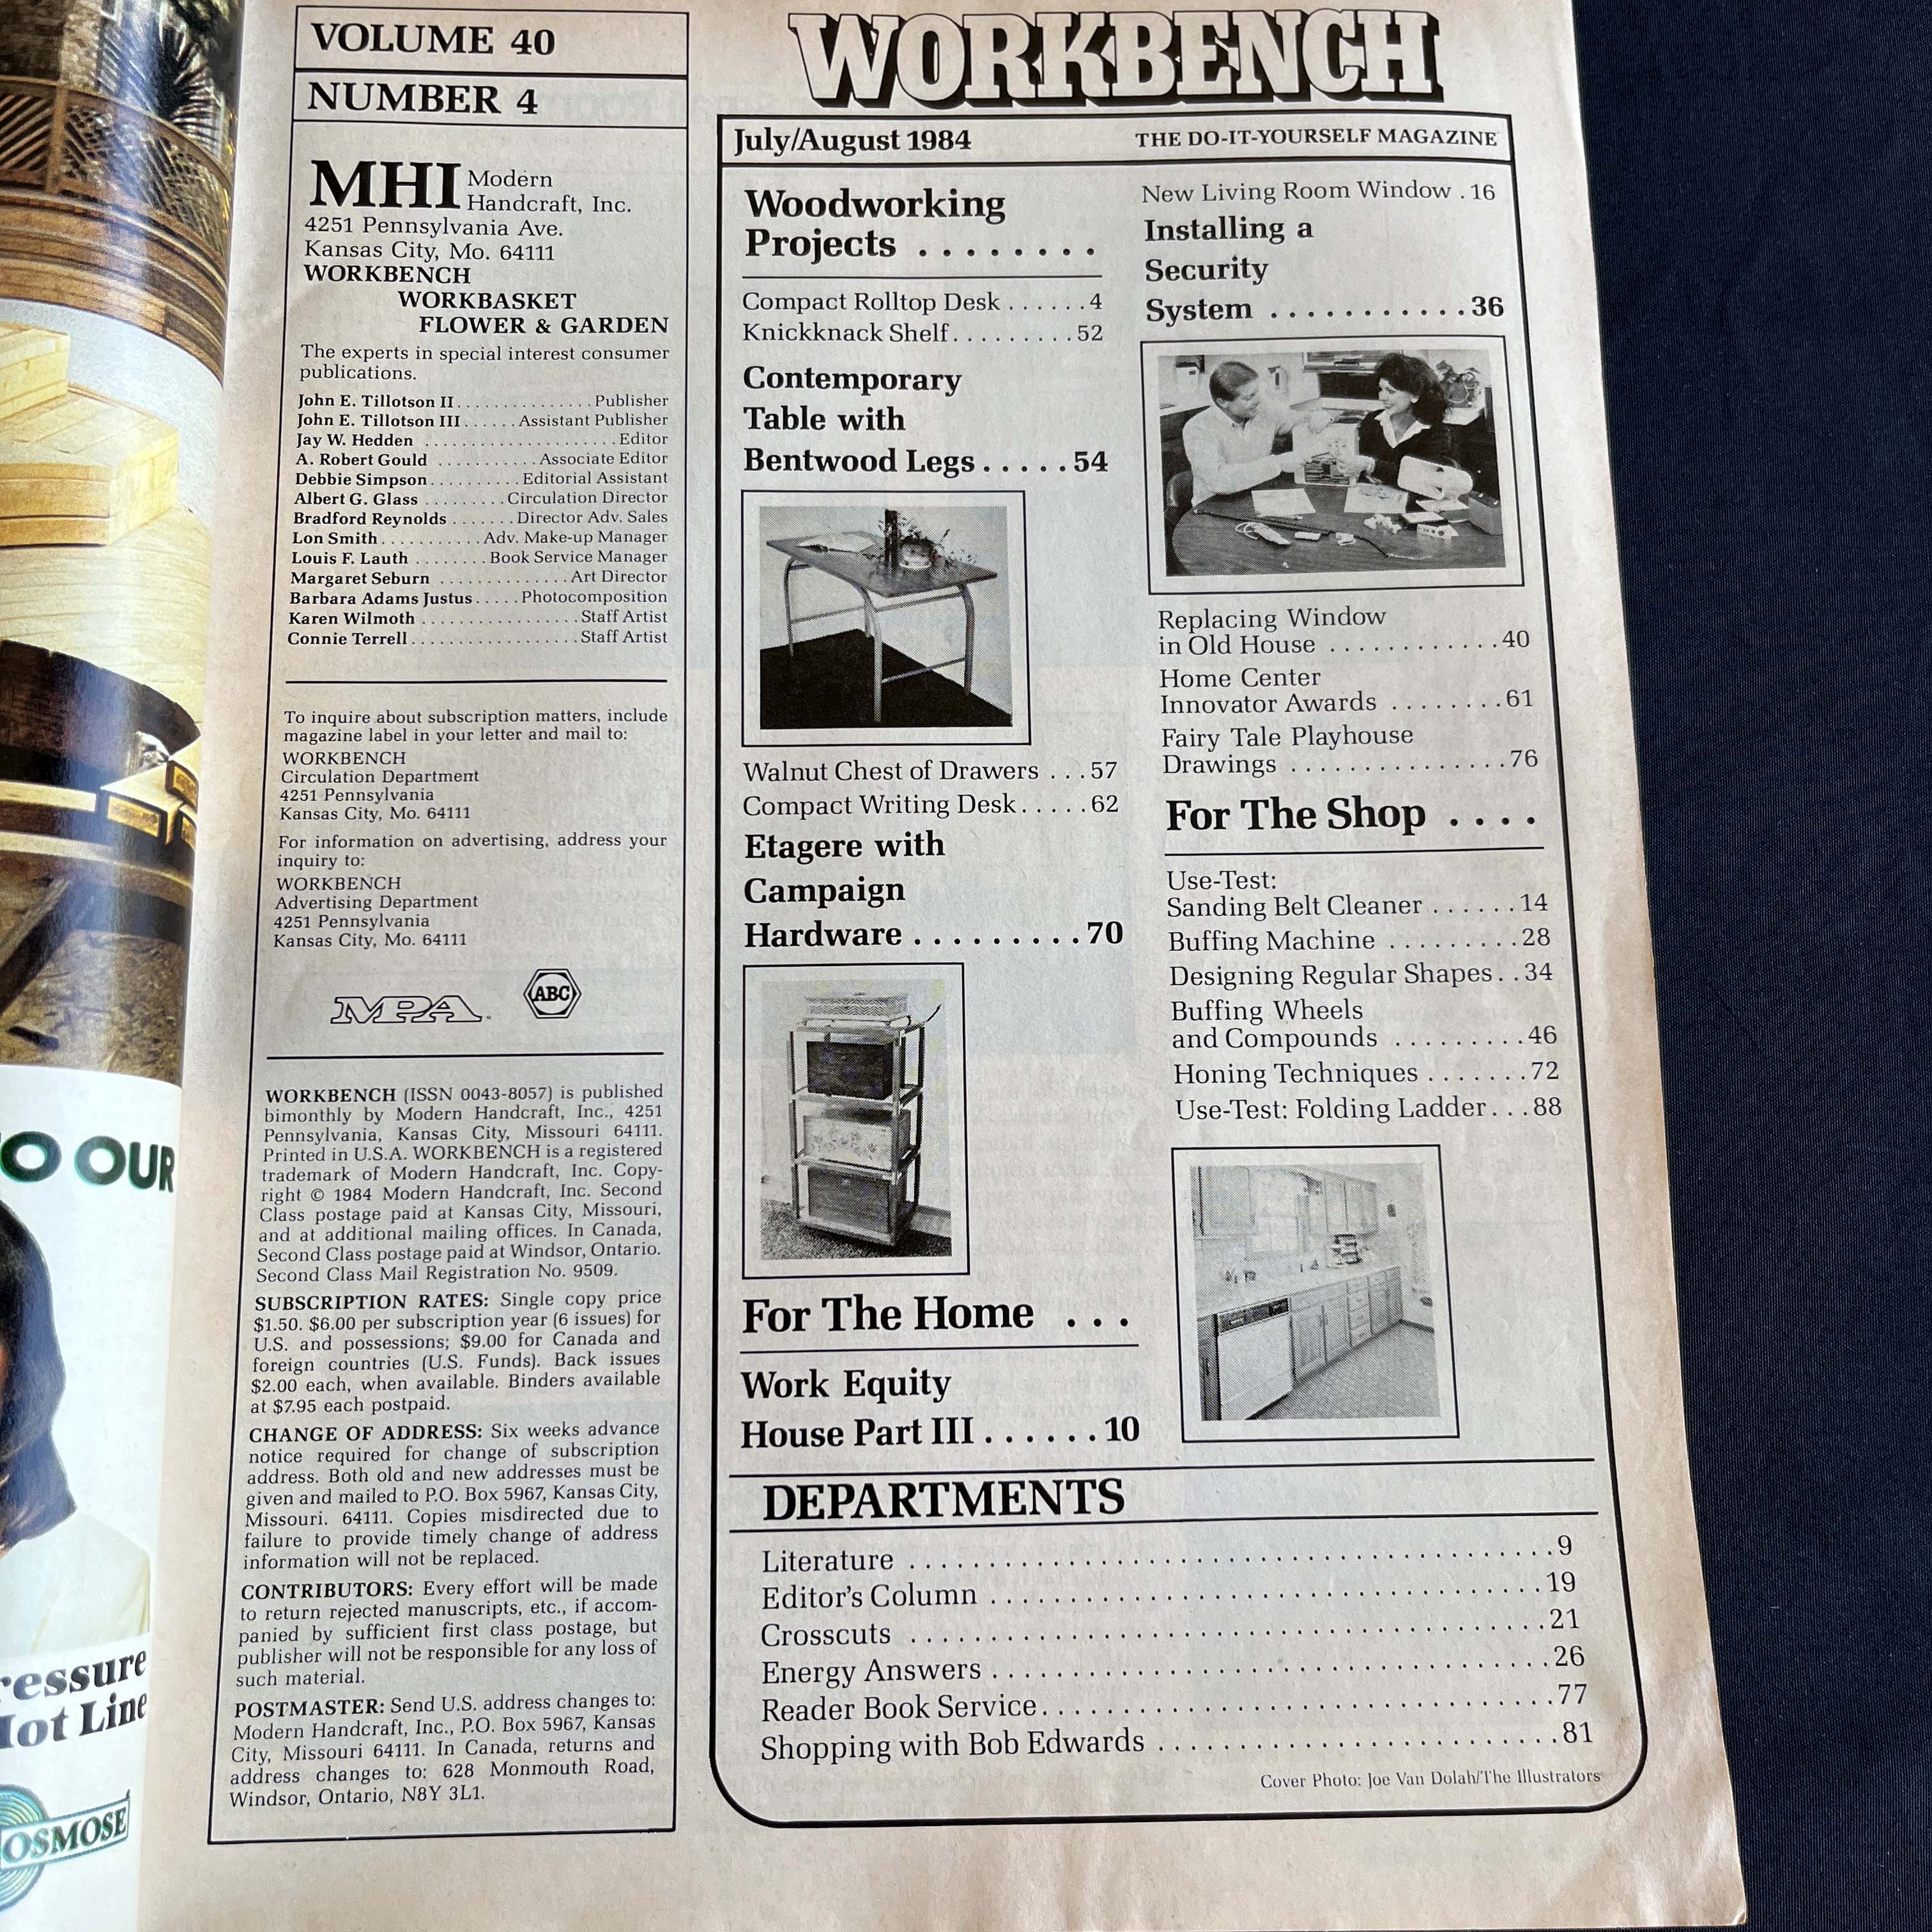 VOLUME 40
NUMBER 4
MHI Modern
Handcraft, Inc.
4251 Pennsylvania Ave.
Kansas City, Mo. 64111
WORKBENCH
WORKBASKET
FLOWER & GARDEN
The experts in special interest consumer
publications.
John E. Tillotson II . . . . . . . . . . . . . . . Publisher
John E. Tillotson III . . . . . . Assistant Publisher
Jay W. Hedden . . . . . . . . . . . . . . . . . . . . . Editor
A. Robert Gould . . . . . . . . . . . Associate Editor
Debbie Simpson . . . . . . . . . . Editorial Assistant
Albert G. Glass . . . . . . . . Circulation Director
Bradford Reynolds . . . . . . . Director Adv. Sales
Lon Smith . . . . . . . . . . . Adv. Make-up Manager
Louis F. Lauth . . . . . . . . Book Service Manager
Margaret Seburn . . . . . . . . . . . . . . Art Director
Barbara Adams Justus . . . . . Photocomposition
Karen Wilmoth . . . . . . . . . . . . . . . . . Staff Artist
Connie Terrell . . . . . . . . . . . . . . . . . . Staff Artist
To inquire about subscription matters, include
magazine label in your letter and mail to:
WORKBENCH
Circulation Department
4251 Pennsylvania
Kansas City, Mo. 64111
For information on advertising, address your
inquiry to:
WORKBENCH
Advertising Department
4251 Pennsylvania
Kansas City, Mo. 64111
MPA
ABC
WORKBENCH (ISSN 0043-8057) is published
bimonthly by Modern Handcraft, Inc., 4251
Pennsylvania, Kansas City, Missouri 64111.
Printed in U.S.A. WORKBENCH is a registered
trademark of Modern Handcraft, Inc. Copy-
right © 1984 Modern Handcraft, Inc. Second
Class postage paid at Kansas City, Missouri,
and at additional mailing offices. In Canada,
Second Class postage paid at Windsor, Ontario.
Second Class Mail Registration No. 9509.
SUBSCRIPTION RATES: Single copy price
$1.50. $6.00 per subscription year (6 issues) for
U.S. and possessions; $9.00 for Canada and
foreign countries (U.S. Funds). Back issues
$2.00 each, when available. Binders available
at $7.95 each postpaid.
CHANGE OF ADDRESS: Six weeks advance
notice required for change of subscription
address. Both old and new addresses must be
given and mailed to P.O. Box 5967, Kansas City,
Missouri. 64111. Copies misdirected due to
failure to provide timely change of address
information will not be replaced.
CONTRIBUTORS: Every effort will be made
to return rejected manuscripts, etc., if accom-
panied by sufficient first class postage, but
publisher will not be responsible for any loss of
such material.
POSTMASTER: Send U.S. address changes to:
Modern Handcraft, Inc., P.O. Box 5967, Kansas
City, Missouri 64111. In Canada, returns and
address changes to: 628 Monmouth Road,
Windsor, Ontario, N8Y 3L1.
WORKBENCH
July/August 1984 THE DO-IT-YOURSELF MAGAZINE
Woodworking
Projects . . . . . . . .
Compact Rolltop Desk . . . . . . 4
Knickknack Shelf . . . . . . . . . 52
Contemporary
Table with
Bentwood Legs . . . . . 54
Walnut Chest of Drawers . . . 57
Compact Writing Desk . . . . . 62
Etagere with
Campaign
Hardware . . . . . . . . . 70
For The Home . . .
Work Equity
House Part III . . . . . . 10
New Living Room Window . 16
Installing a
Security
System . . . . . . . . . . . 36
Replacing Window
in Old House . . . . . . . . . . . . 40
Home Center
Innovator Awards . . . . . . . . 61
Fairy Tale Playhouse
Drawings . . . . . . . . . . . . . . . 76
For The Shop . . . .
Use-Test:
Sanding Belt Cleaner . . . . . . 14
Buffing Machine . . . . . . . . . 28
Designing Regular Shapes . . 34
Buffing Wheels
and Compounds . . . . . . . . . 46
Honing Techniques . . . . . . . 72
Use-Test: Folding Ladder . . . 88
DEPARTMENTS
Literature . . . . . . . . . . . . . . . . . . . . . . . . . . . . . . . . . . . . . . . . . 9
Editor's Column . . . . . . . . . . . . . . . . . . . . . . . . . . . . . . . . . . . 19
Crosscuts . . . . . . . . . . . . . . . . . . . . . . . . . . . . . . . . . . . . . . . . 21
Energy Answers . . . . . . . . . . . . . . . . . . . . . . . . . . . . . . . . . . . 26
Reader Book Service . . . . . . . . . . . . . . . . . . . . . . . . . . . . . . . . 77
Shopping with Bob Edwards . . . . . . . . . . . . . . . . . . . . . . . . . 81
Cover Photo: Joe Van Dolah/The Illustrators
O OUR
ressure
Hot Line
OSMOSE